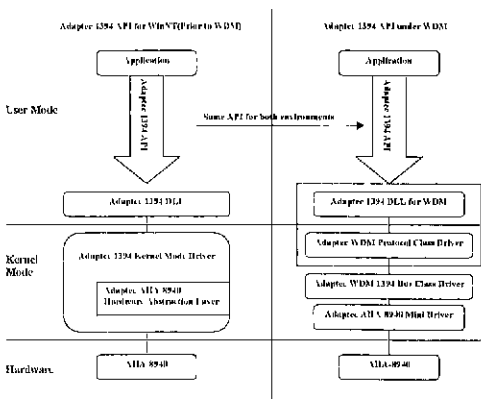 Adaptec 1394 API for WinNT(Prior to WDM)
Adaptec 1394 API under WDM
Application
Application
Adaptec 1394
API
Adaptec 1394
API
User Mode
Same API for both environments
Adaptec 1394 DLL
Adaptec 1394 DLL for WDM
Kernel
Mode
Adaptec 1394 Kernel Mode Driver
Adaptec AHA 8940
Hardware Abstraction Layer
Adaptec WDM Protocol Class Driver
Adaptec WDM 1394 Bus Class Driver
Adaptec AHA 8940 Mini Driver
Hardware
AHA 8940
AHA-8940